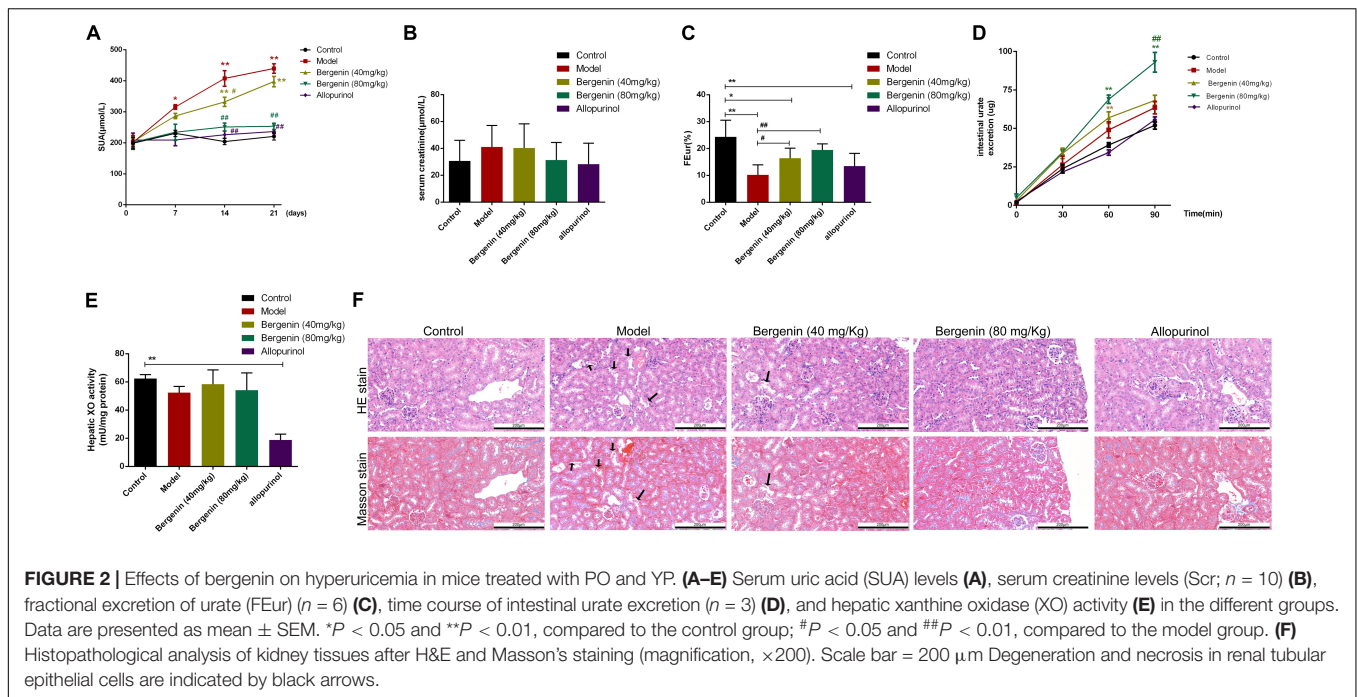 A
Control
Model
Bergenin (40mg/kg)
Bergenin (80mg/kg)
Allopurinol
SUA(μmol/L)
500
400
300
200
100
0
*
** **
** # **
## ##
## ##
0 7 14 21 (days)
B
Control
Model
Bergenin (40mg/kg)
Bergenin (80mg/kg)
Allopurinol
serum creatinine(μmol/L)
80
60
40
20
0
Control
Model
Bergenin (40mg/kg)
Bergenin (80mg/kg)
allopurinol
C
Control
Model
Bergenin (40mg/kg)
Bergenin (80mg/kg)
Allopurinol
FEur(%)
40
30
20
10
0
**
*
** ##
#
Control
Model
Bergenin (40mg/kg)
Bergenin (80mg/kg)
allopurinol
D
Control
Model
Bergenin (40mg/kg)
Bergenin (80mg/kg)
Allopurinol
intestinal urate
excretion (ug)
100
75
50
25
0
##
**
**
**
0 30 60 90 Time(min)
E
Control
Model
Bergenin (40mg/kg)
Bergenin (80mg/kg)
Allopurinol
Hepatic XO activity
(mU/mg protein)
80
60
40
20
0
**
Control
Model
Bergenin (40mg/kg)
Bergenin (80mg/kg)
allopurinol
F
Control Model Bergenin (40 mg/Kg) Bergenin (80 mg/Kg) Allopurinol
HE stain
200μm 200μm 200μm 200μm 200μm
Masson stain
200μm 200μm 200μm 200μm 200μm
FIGURE 2 | Effects of bergenin on hyperuricemia in mice treated with PO and YP. (A–E) Serum uric acid (SUA) levels (A), serum creatinine levels (Scr; n = 10) (B),
fractional excretion of urate (FEur) (n = 6) (C), time course of intestinal urate excretion (n = 3) (D), and hepatic xanthine oxidase (XO) activity (E) in the different groups.
Data are presented as mean ± SEM. *P < 0.05 and **P < 0.01, compared to the control group; #P < 0.05 and ##P < 0.01, compared to the model group. (F)
Histopathological analysis of kidney tissues after H&E and Masson's staining (magnification, ×200). Scale bar = 200 μm Degeneration and necrosis in renal tubular
epithelial cells are indicated by black arrows.